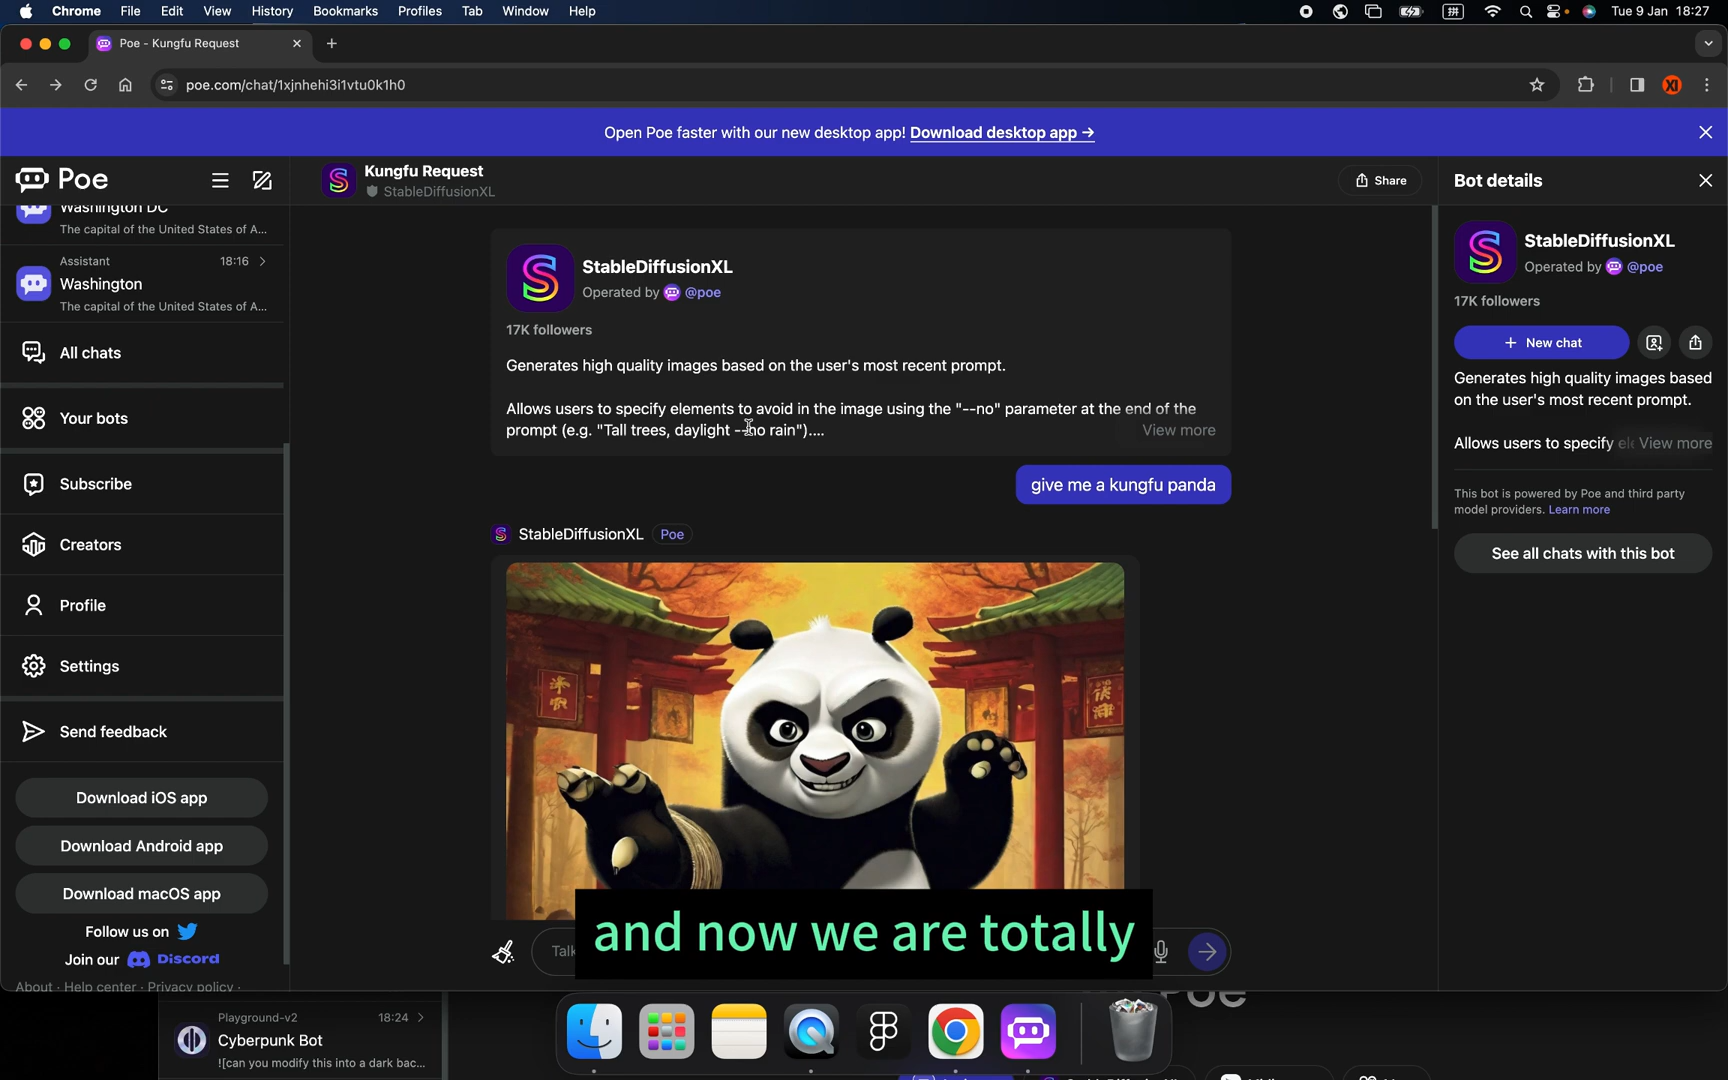 Chrome File Edit View History Bookmarks Profiles Tab Window Help
拼
Tue 9 Jan 18:27
Poe - Kungfu Request
poe.com/chat/1xjnhehi3i1vtu0k1h0
XI
Open Poe faster with our new desktop app! Download desktop app →
Poe
Washington DC
The capital of the United States of A...
Assistant 18:16
Washington
The capital of the United States of A...
All chats
Your bots
Subscribe
Creators
Profile
Settings
Send feedback
Download iOS app
Download Android app
Download macOS app
Follow us on
Join our Discord
About · Help center · Privacy policy ·
Kungfu Request
StableDiffusionXL
Share
StableDiffusionXL
Operated by @poe
17K followers
Generates high quality images based on the user's most recent prompt.
Allows users to specify elements to avoid in the image using the "--no" parameter at the end of the
prompt (e.g. "Tall trees, daylight --no rain")....
View more
give me a kungfu panda
StableDiffusionXL Poe
Talk
and now we are totally
Bot details
StableDiffusionXL
Operated by @poe
17K followers
+ New chat
Generates high quality images based
on the user's most recent prompt.
Allows users to specify View more
This bot is powered by Poe and third party
model providers. Learn more
See all chats with this bot
Playground-v2 18:24
Cyberpunk Bot
![can you modify this into a dark bac...
Poe